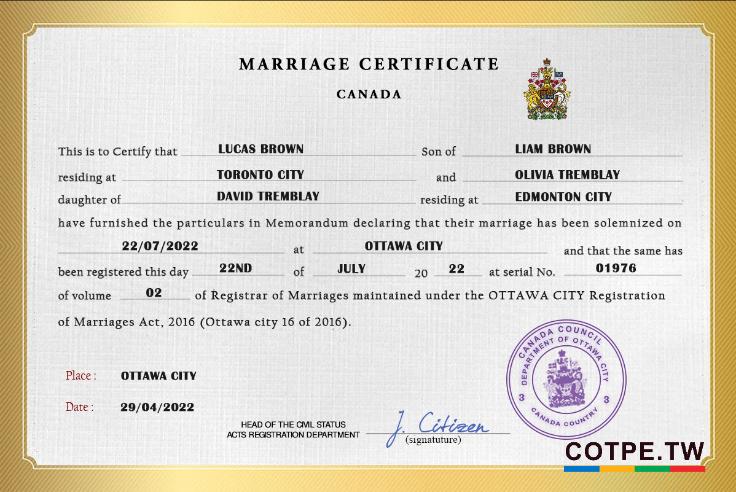 MARRIAGE CERTIFICATE
CANADA
This is to Certify that LUCAS BROWN Son of LIAM BROWN
residing at TORONTO CITY and OLIVIA TREMBLAY
daughter of DAVID TREMBLAY residing at EDMONTON CITY
have furnished the particulars in Memorandum declaring that their marriage has been solemnized on
22/07/2022 at OTTAWA CITY and that the same has
been registered this day 22ND of JULY 20 22 at serial No. 01976
of volume 02 of Registrar of Marriages maintained under the OTTAWA CITY Registration
of Marriages Act, 2016 (Ottawa city 16 of 2016).
CANADA COUNCIL
DEPARTMENT OF OTTAWA CITY
3 3
CANADA COUNTRY
Place : OTTAWA CITY
Date : 29/04/2022
HEAD OF THE CIVIL STATUS
ACTS REGISTRATION DEPARTMENT
J. Citizen
(signatuture)
COTPE.TW